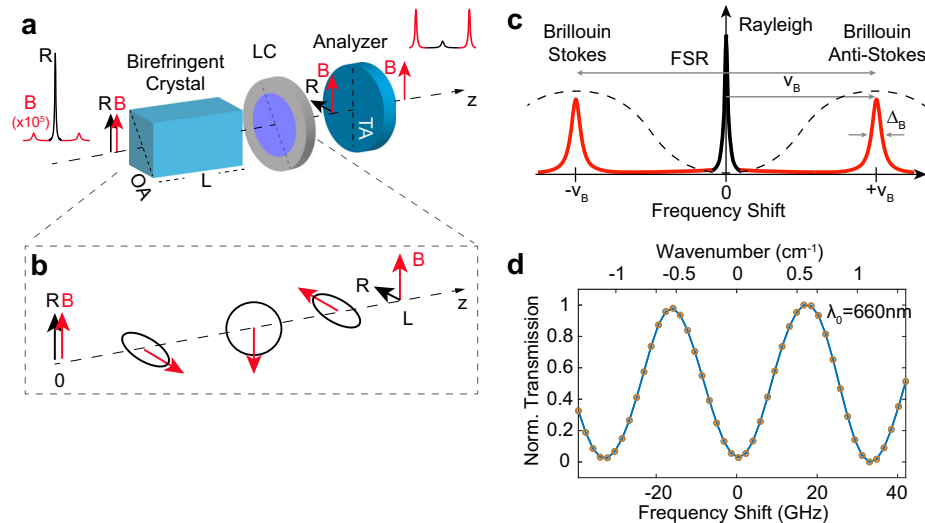 a
R
B
(x10⁵)
R
B
Birefringent
Crystal
OA
L
LC
Analyzer
R
B
TA
B
z
b
R
B
0
R
B
L
z
c
Brillouin
Stokes
Rayleigh
Brillouin
Anti-Stokes
FSR
ν_B
Δ_B
-ν_B
0
+ν_B
Frequency Shift
d
Wavenumber (cm⁻¹)
-1
-0.5
0
0.5
1
λ₀=660nm
Norm. Transmission
1
0.8
0.6
0.4
0.2
0
-20
0
20
40
Frequency Shift (GHz)